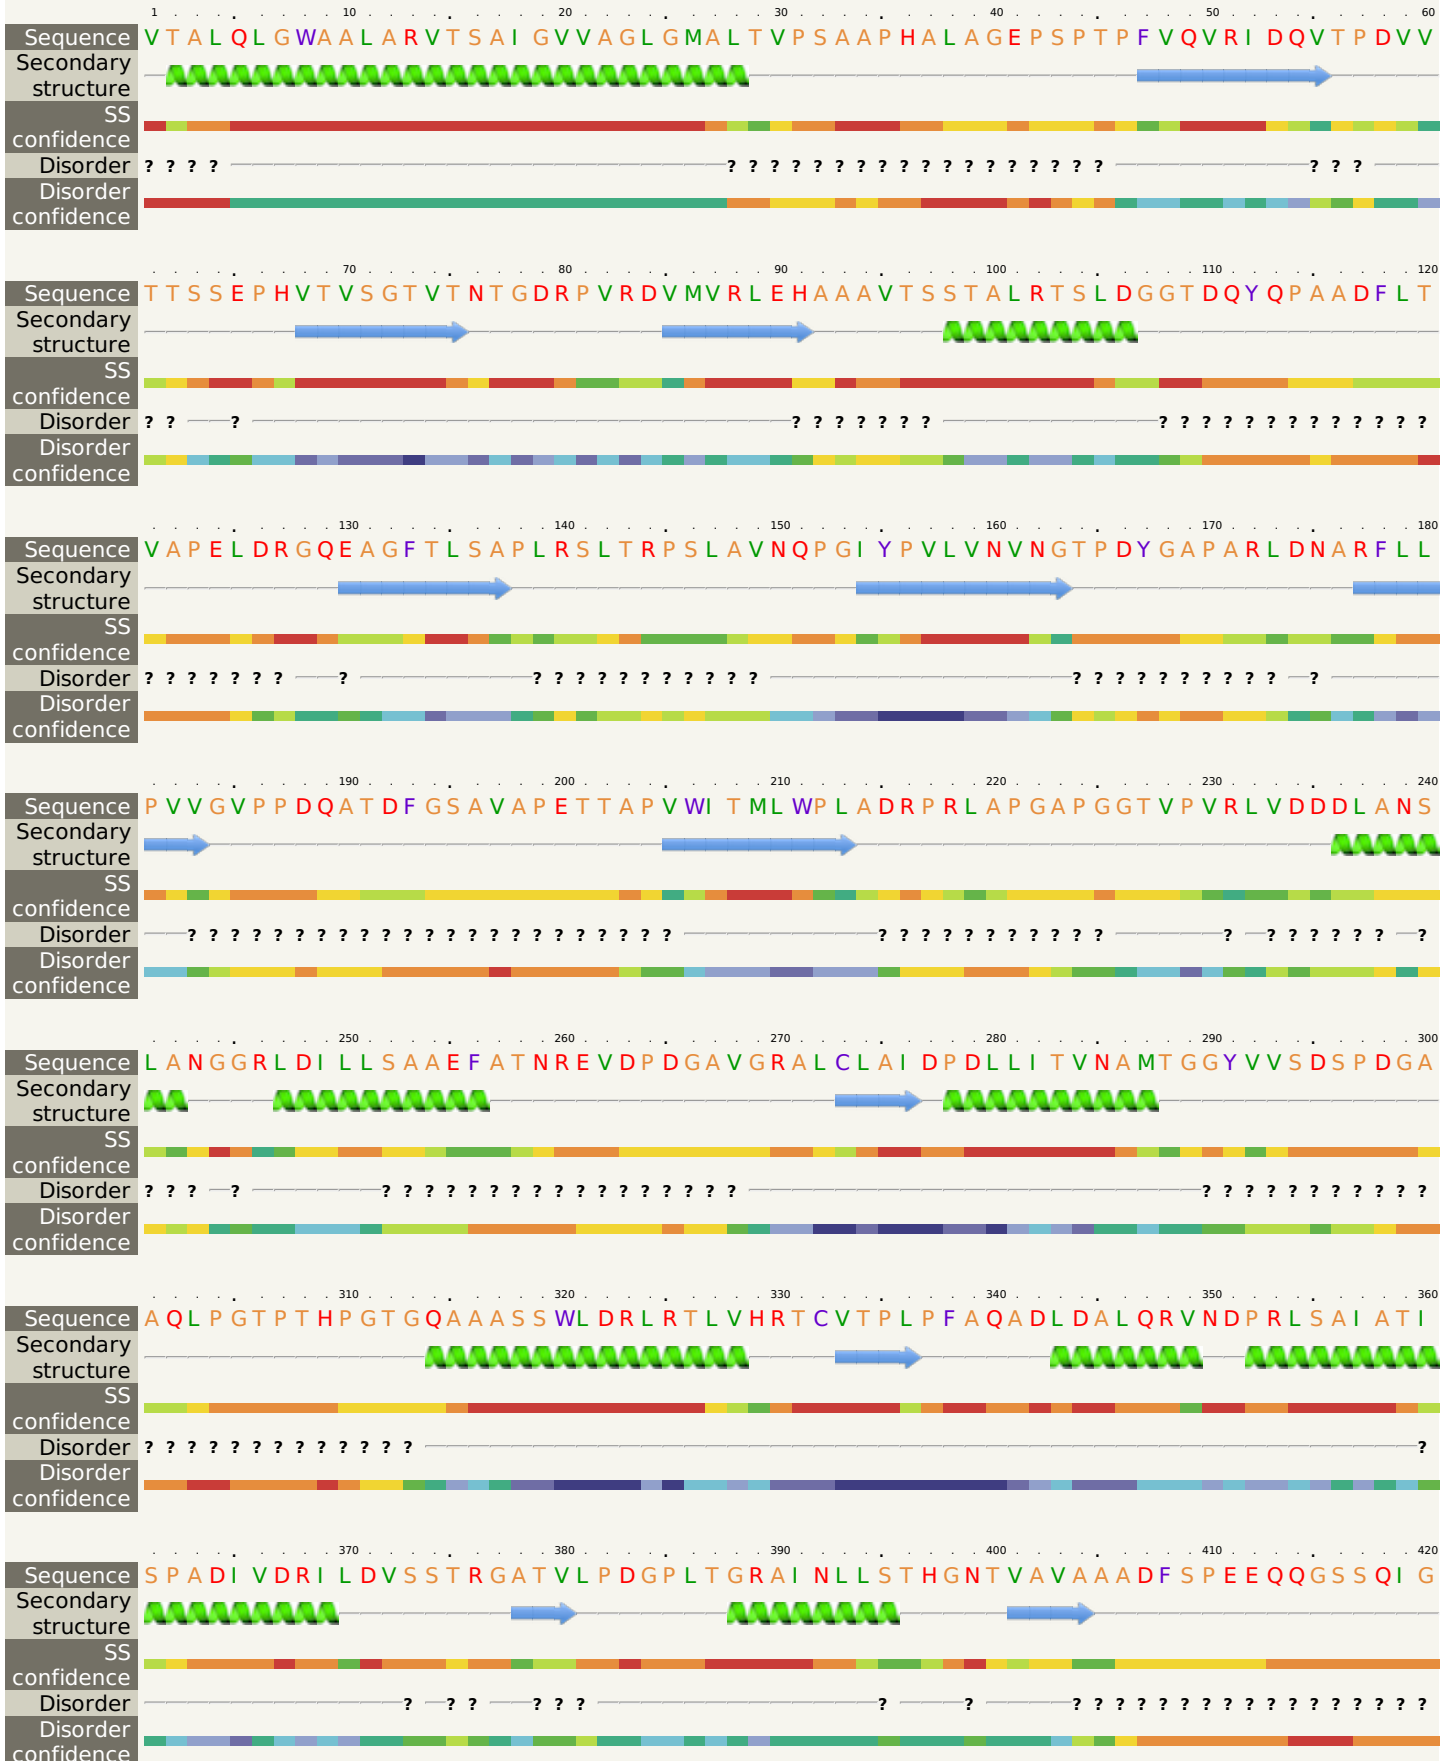 1 10 20 30 40 50 60
Sequence VTALQLGWAALARVTSAIGVVAGLGMALTVPSAAPHALAGEPSPTPFVQVRIDQVTPDVV
Secondary
structure
SS
confidence
Disorder ? ? ? ? ? ? ? ? ? ? ? ? ? ? ? ? ? ? ? ? ? ? ? ? ?
Disorder
confidence
70 80 90 100 110 120
Sequence TTSSEPHVTVSGTVTNTGDRPVRDVMVRLEHAAAVTSSTALRTSLDGGTDQYQPAADFLT
Secondary
structure
SS
confidence
Disorder ? ? ? ? ? ? ? ? ? ? ? ? ? ? ? ? ? ? ? ? ? ? ?
Disorder
confidence
130 140 150 160 170 180
Sequence VAPELDRGQEAGFTLSAPLRSLTRPSLAVNQPGIYPVLVNVNGTPDYGAPARLDNARFLL
Secondary
structure
SS
confidence
Disorder ? ? ? ? ? ? ? ? ? ? ? ? ? ? ? ? ? ? ? ? ? ? ? ? ? ? ? ? ? ?
Disorder
confidence
190 200 210 220 230 240
Sequence PVVGVPPDQATDFGSAVAPETTAPVWITMLWPLADRPRLAPGAPGGTVPVRLVDDDLANS
Secondary
structure
SS
confidence
Disorder ? ? ? ? ? ? ? ? ? ? ? ? ? ? ? ? ? ? ? ? ? ? ? ? ? ? ? ? ? ? ? ? ? ? ? ? ? ? ? ? ? ? ?
Disorder
confidence
250 260 270 280 290 300
Sequence LANGGRLDILLSAAEFATNREVDPDGAVGRALCLAIDPDLLITVNAMTGGYVVSDSPDGA
Secondary
structure
SS
confidence
Disorder ? ? ? ? ? ? ? ? ? ? ? ? ? ? ? ? ? ? ? ? ? ? ? ? ? ? ? ? ? ? ? ? ?
Disorder
confidence
310 320 330 340 350 360
Sequence AQLPGTPTHPGTGQAAASSWLDRLRTLVHRTCVTPLPFAQADLDALQRVNDPRLSAIATI
Secondary
structure
SS
confidence
Disorder ? ? ? ? ? ? ? ? ? ? ? ? ? ?
Disorder
confidence
370 380 390 400 410 420
Sequence SPADIVDRILDVSSTRGATVLPDGPLTGRAINLLSTHGNTVAVAAADFSPEEQQGSSQIG
Secondary
structure
SS
confidence
Disorder ? ? ? ? ? ? ? ? ? ? ? ? ? ? ? ? ? ? ? ? ? ? ? ? ?
Disorder
confidence